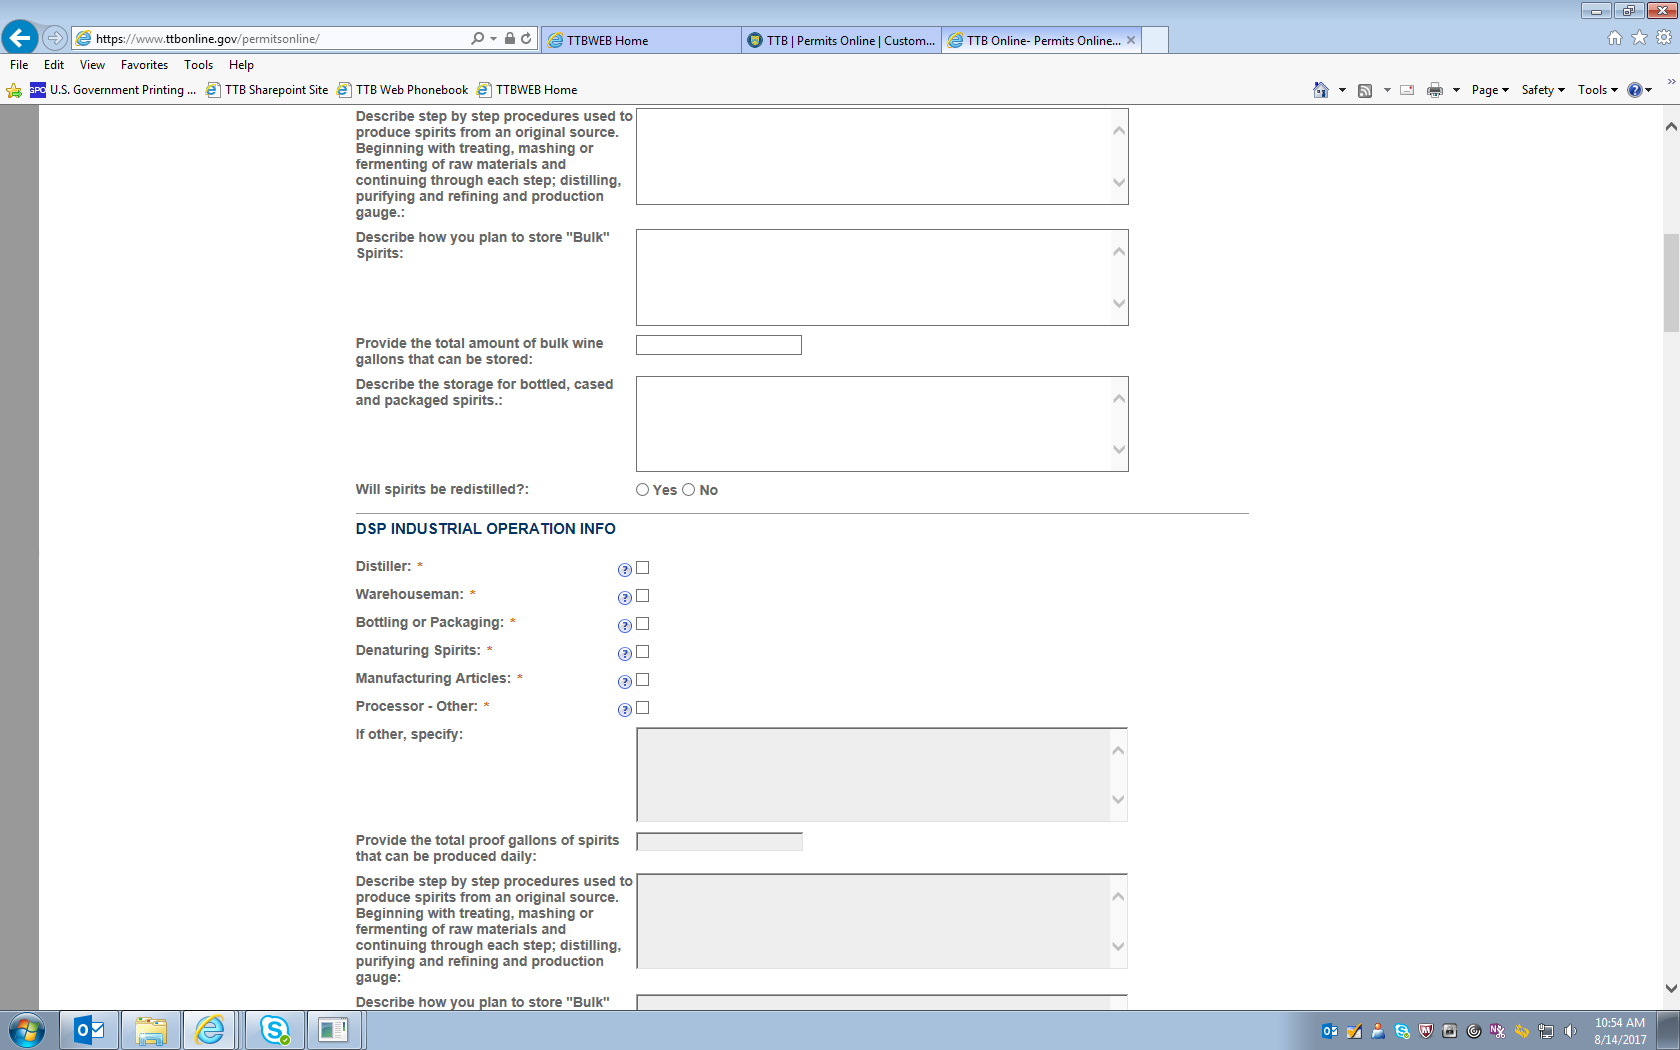 https://www.ttbonline.gov/permitsonline/
TTBWEB Home
TTB | Permits Online | Custom...
TTB Online- Permits Online...
File Edit View Favorites Tools Help
GPO U.S. Government Printing ... TTB Sharepoint Site TTB Web Phonebook TTBWEB Home
Page Safety Tools
Describe step by step procedures used to
produce spirits from an original source.
Beginning with treating, mashing or
fermenting of raw materials and
continuing through each step; distilling,
purifying and refining and production
gauge.:
Describe how you plan to store "Bulk"
Spirits:
Provide the total amount of bulk wine
gallons that can be stored:
Describe the storage for bottled, cased
and packaged spirits.:
Will spirits be redistilled?: Yes No
DSP INDUSTRIAL OPERATION INFO
Distiller: *
Warehouseman: *
Bottling or Packaging: *
Denaturing Spirits: *
Manufacturing Articles: *
Processor - Other: *
If other, specify:
Provide the total proof gallons of spirits
that can be produced daily:
Describe step by step procedures used to
produce spirits from an original source.
Beginning with treating, mashing or
fermenting of raw materials and
continuing through each step; distilling,
purifying and refining and production
gauge:
Describe how you plan to store "Bulk"
10:54 AM
8/14/2017